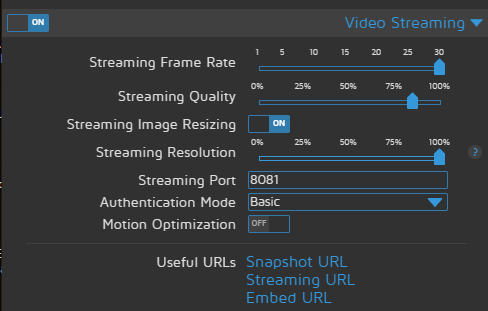 ON Video Streaming
Streaming Frame Rate 1 5 10 15 20 25 30
Streaming Quality 0% 25% 50% 75% 100%
Streaming Image Resizing ON
Streaming Resolution 0% 25% 50% 75% 100% ?
Streaming Port 8081
Authentication Mode Basic
Motion Optimization OFF
Useful URLs Snapshot URL
Streaming URL
Embed URL